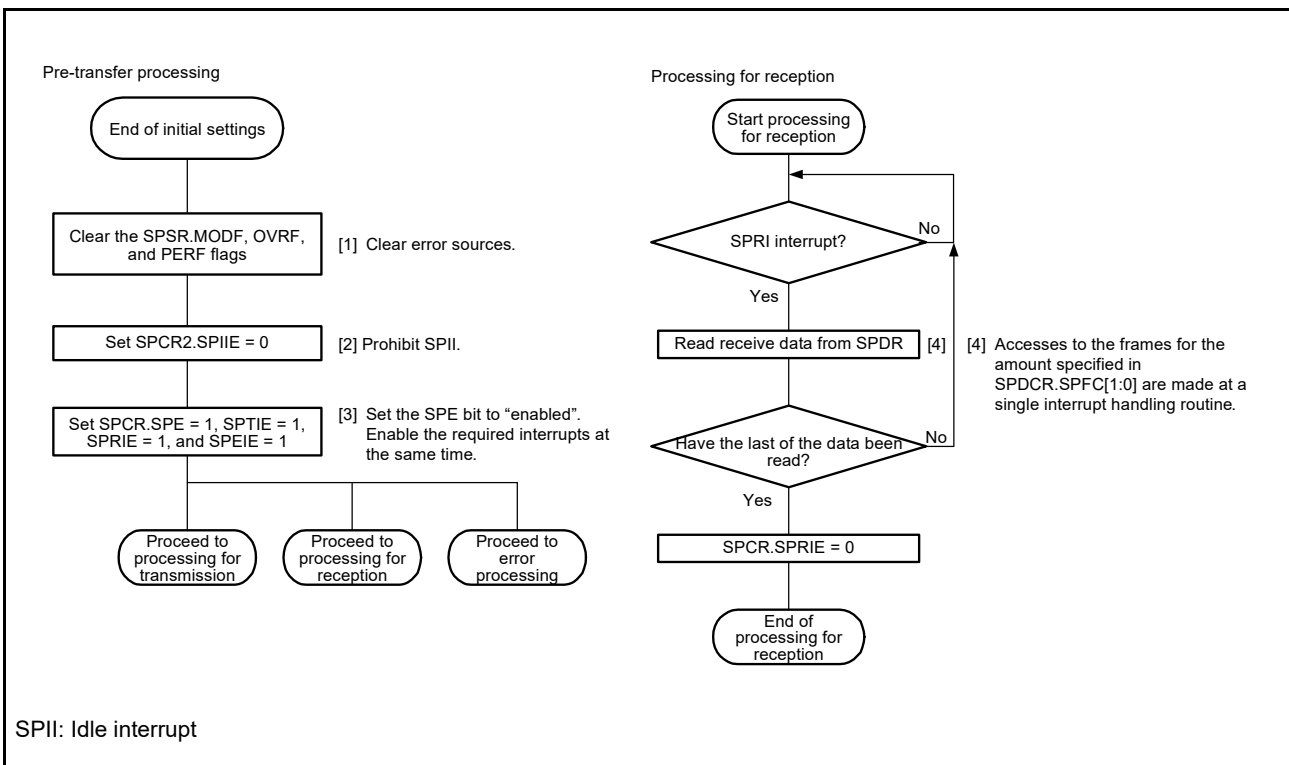 Pre-transfer processing
End of initial settings
Clear the SPSR.MODF, OVRF,
and PERF flags
[1] Clear error sources.
Set SPCR2.SPIIE = 0
[2] Prohibit SPII.
Set SPCR.SPE = 1, SPTIE = 1,
SPRIE = 1, and SPEIE = 1
[3] Set the SPE bit to “enabled”.
Enable the required interrupts at
the same time.
Proceed to
processing for
transmission
Proceed to
processing for
reception
Proceed to
error
processing
Processing for reception
Start processing
for reception
SPRI interrupt?
No
Yes
Read receive data from SPDR
[4]
[4] Accesses to the frames for the
amount specified in
SPDCR.SPFC[1:0] are made at a
single interrupt handling routine.
Have the last of the data been
read?
No
Yes
SPCR.SPRIE = 0
End of
processing for
reception
SPII: Idle interrupt